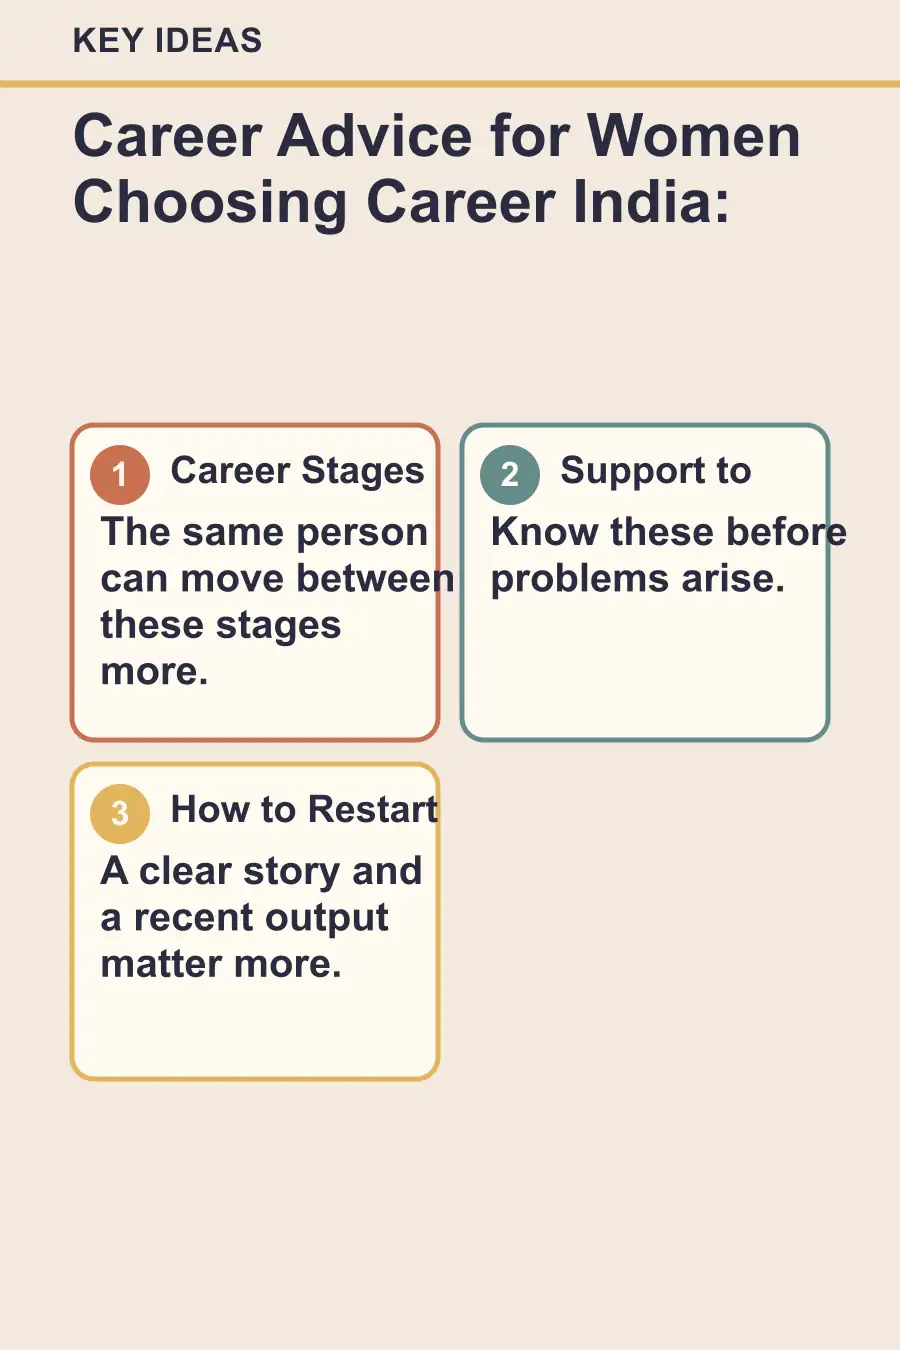 KEY IDEAS
Career Advice for Women
Choosing Career India:
1 Career Stages
The same person
can move between
these stages
more.
2 Support to
Know these before
problems arise.
3 How to Restart
A clear story and
a recent output
matter more.